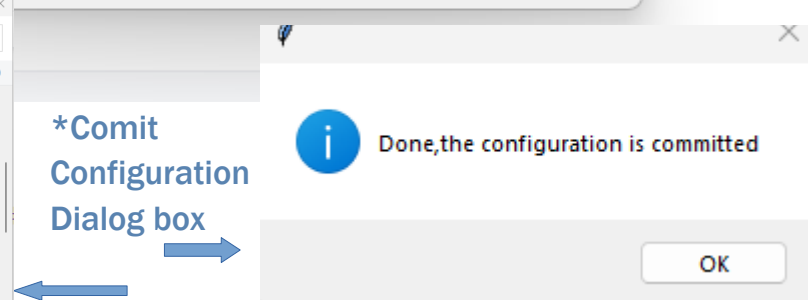 *Comit
Configuration
Dialog box
Done,the configuration is committed
OK